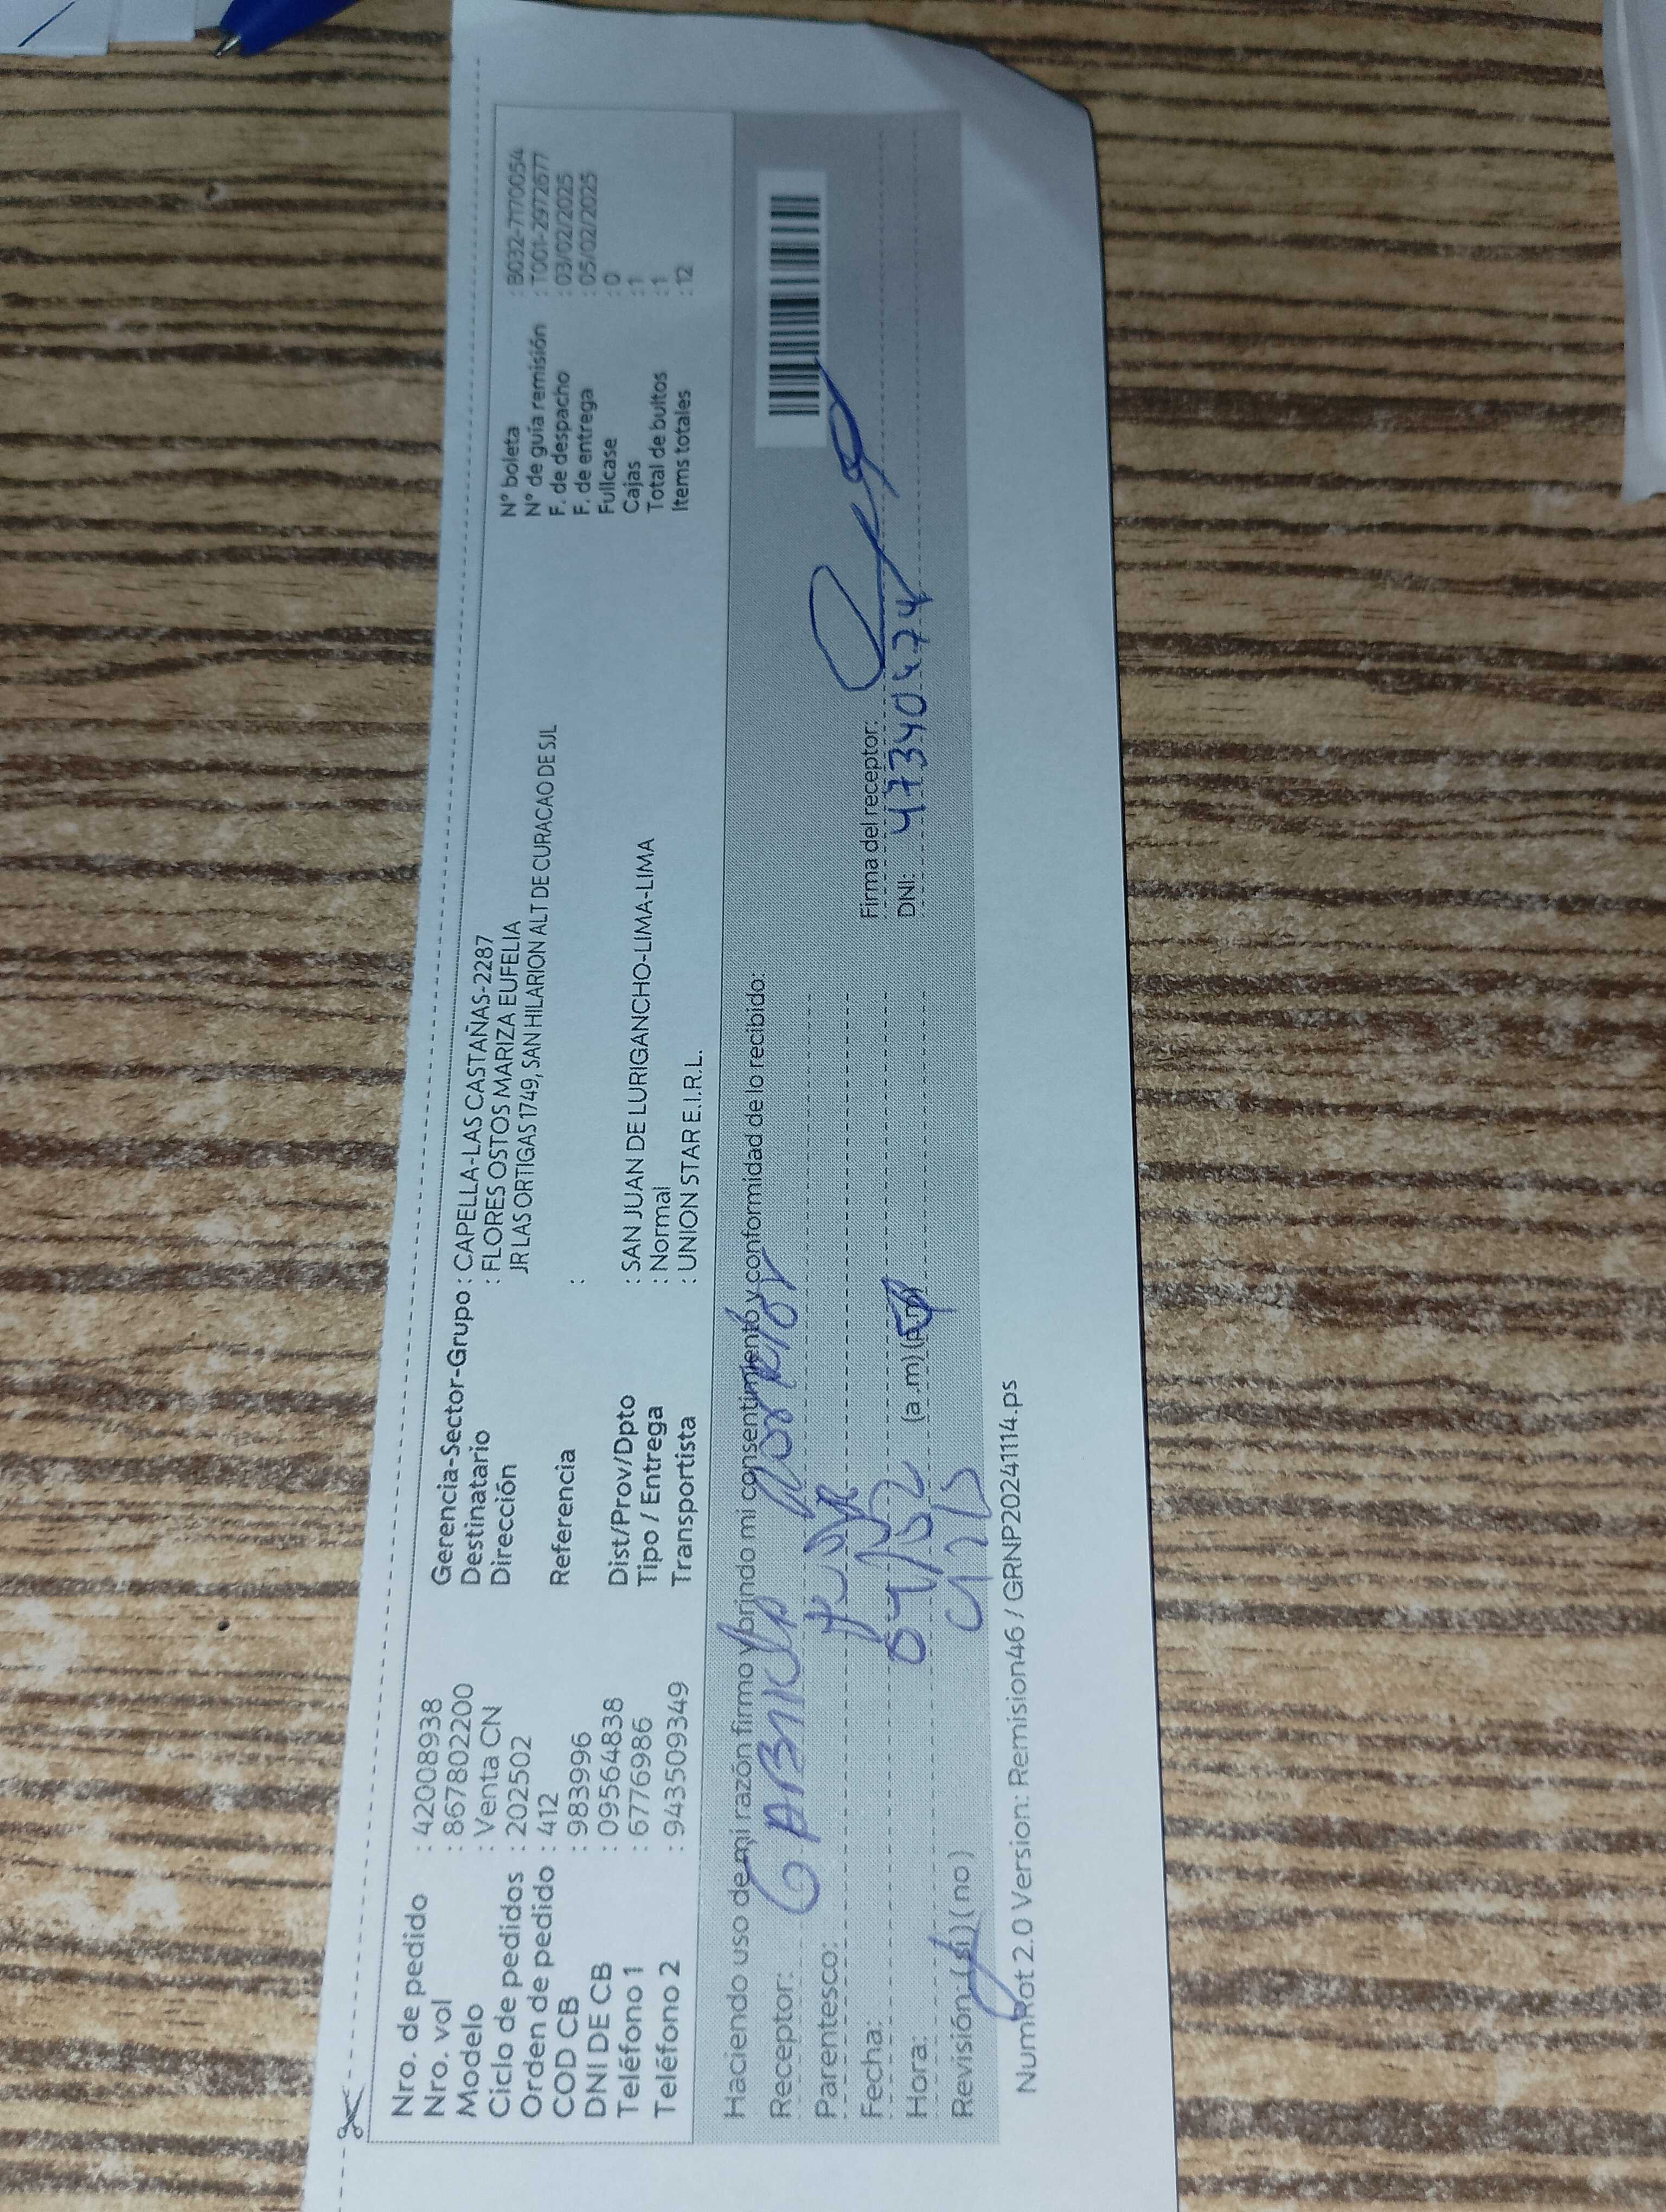 Nro. de pedido : 42008938
Nro. vol : 867802200
Modelo : Venta CN
Ciclo de pedidos : 202502
Orden de pedido : 412
COD CB : 983996
DNI DE CB : 09564838
Teléfono 1 : 6776986
Teléfono 2 : 943509349
Gerencia-Sector-Grupo : CAPELLA-LAS CASTAÑAS-2287
Destinatario : FLORES OSTOS MARIZA EUFELIA
Dirección JR LAS ORTIGAS 1749, SAN HILARION ALT DE CURACAO DE SJL
Referencia :
Dist/Prov/Dpto : SAN JUAN DE LURIGANCHO-LIMA-LIMA
Tipo / Entrega : Normal
Transportista : UNION STAR E.I.R.L.
N° boleta : B032-7170054
N° de guía remisión : T001-2972677
F. de despacho : 03/02/2025
F. de entrega : 05/02/2025
Fullcase : 0
Cajas : 1
Total de bultos : 1
Items totales : 12
Haciendo uso de mi razón firmo y brindo mi consentimiento y conformidad de lo recibido:
Receptor:
Parentesco:
Fecha: 04/02
Hora: (a.m) (p.m)
Revisión (si) (no)
Firma del receptor:
DNI: 47340474
NumRot 2.0 Version: Remision46 / GRNP20241114.ps